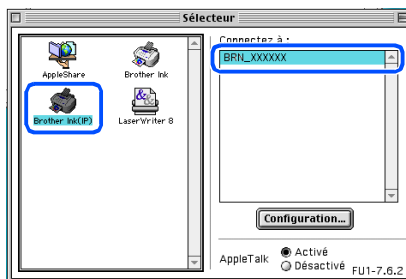 Sélecteur
AppleShare
Brother Ink
Brother Ink(IP)
LaserWriter 8
Connectez à :
BRN_XXXXXX
Configuration...
AppleTalk
Activé
Désactivé
FU1-7.6.2